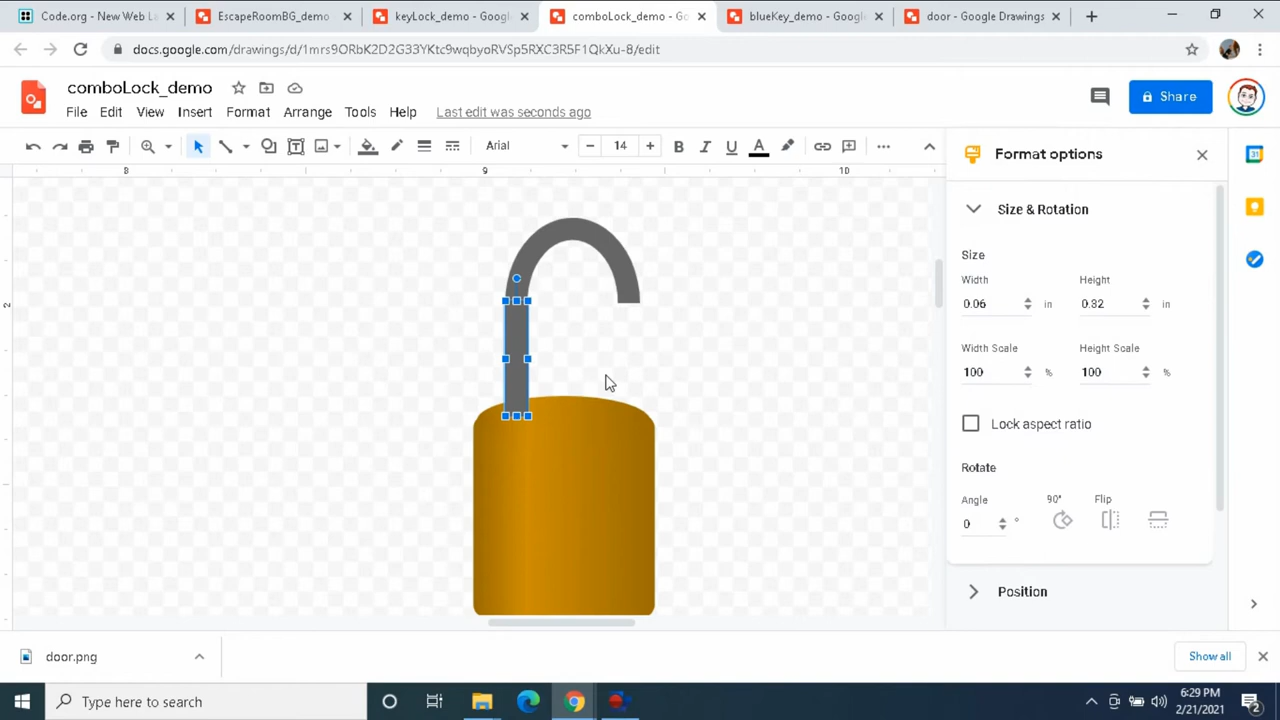 Code.org - New Web L
EscapeRoomBG_demo
keyLock_demo - Googl
comboLock_demo - Go
blueKey_demo - Googl
door - Google Drawings
docs.google.com/drawings/d/1mrs9ORbK2D2G33YKtc9wqbyoRVSp5RXC3R5F1QkXu-8/edit
comboLock_demo
File Edit View Insert Format Arrange Tools Help Last edit was seconds ago
Share
Arial 14
8 9 10
2
Format options
Size & Rotation
Size
Width Height
0.06 in 0.32 in
Width Scale Height Scale
100 % 100 %
Lock aspect ratio
Rotate
Angle 90° Flip
0 °
Position
door.png
Show all
Type here to search
6:29 PM
2/21/2021
2